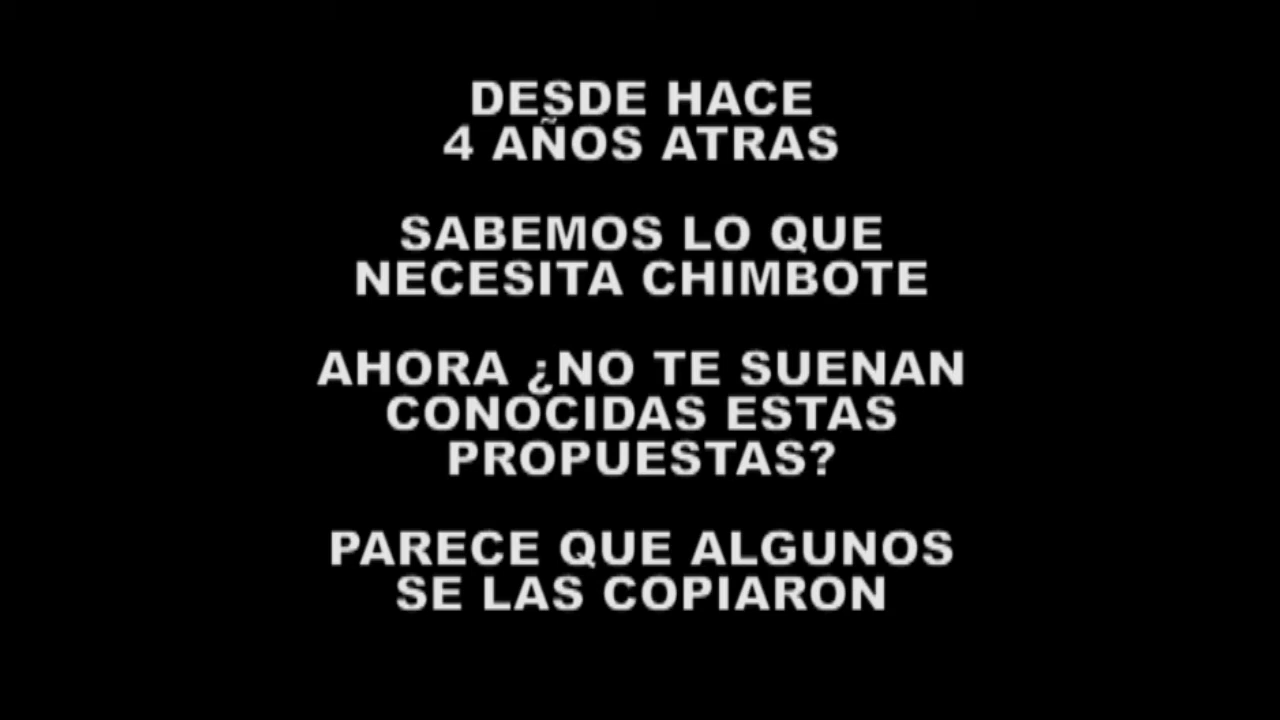 DESDE HACE
4 AÑOS ATRAS
SABEMOS LO QUE
NECESITA CHIMBOTE
AHORA ¿NO TE SUENAN
CONOCIDAS ESTAS
PROPUESTAS?
PARECE QUE ALGUNOS
SE LAS COPIARON